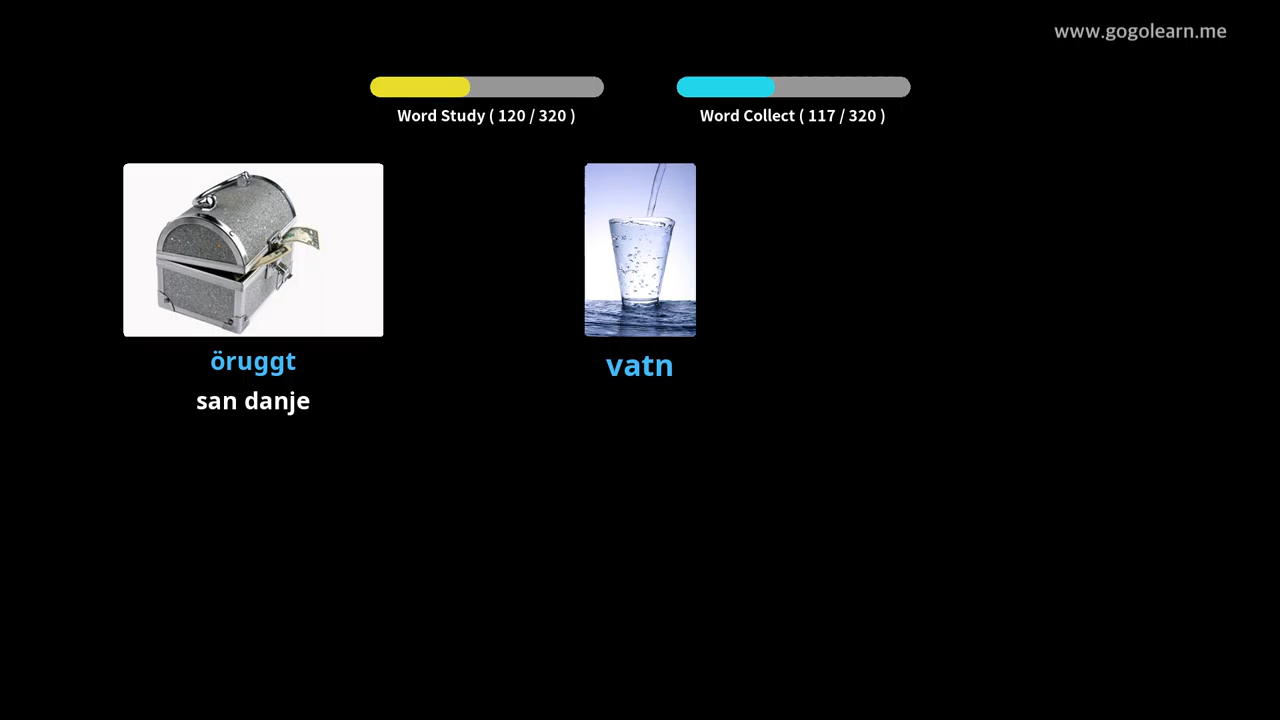 www.gogolearn.me
Word Study ( 120 / 320 )
Word Collect ( 117 / 320 )
öruggt
san danje
vatn